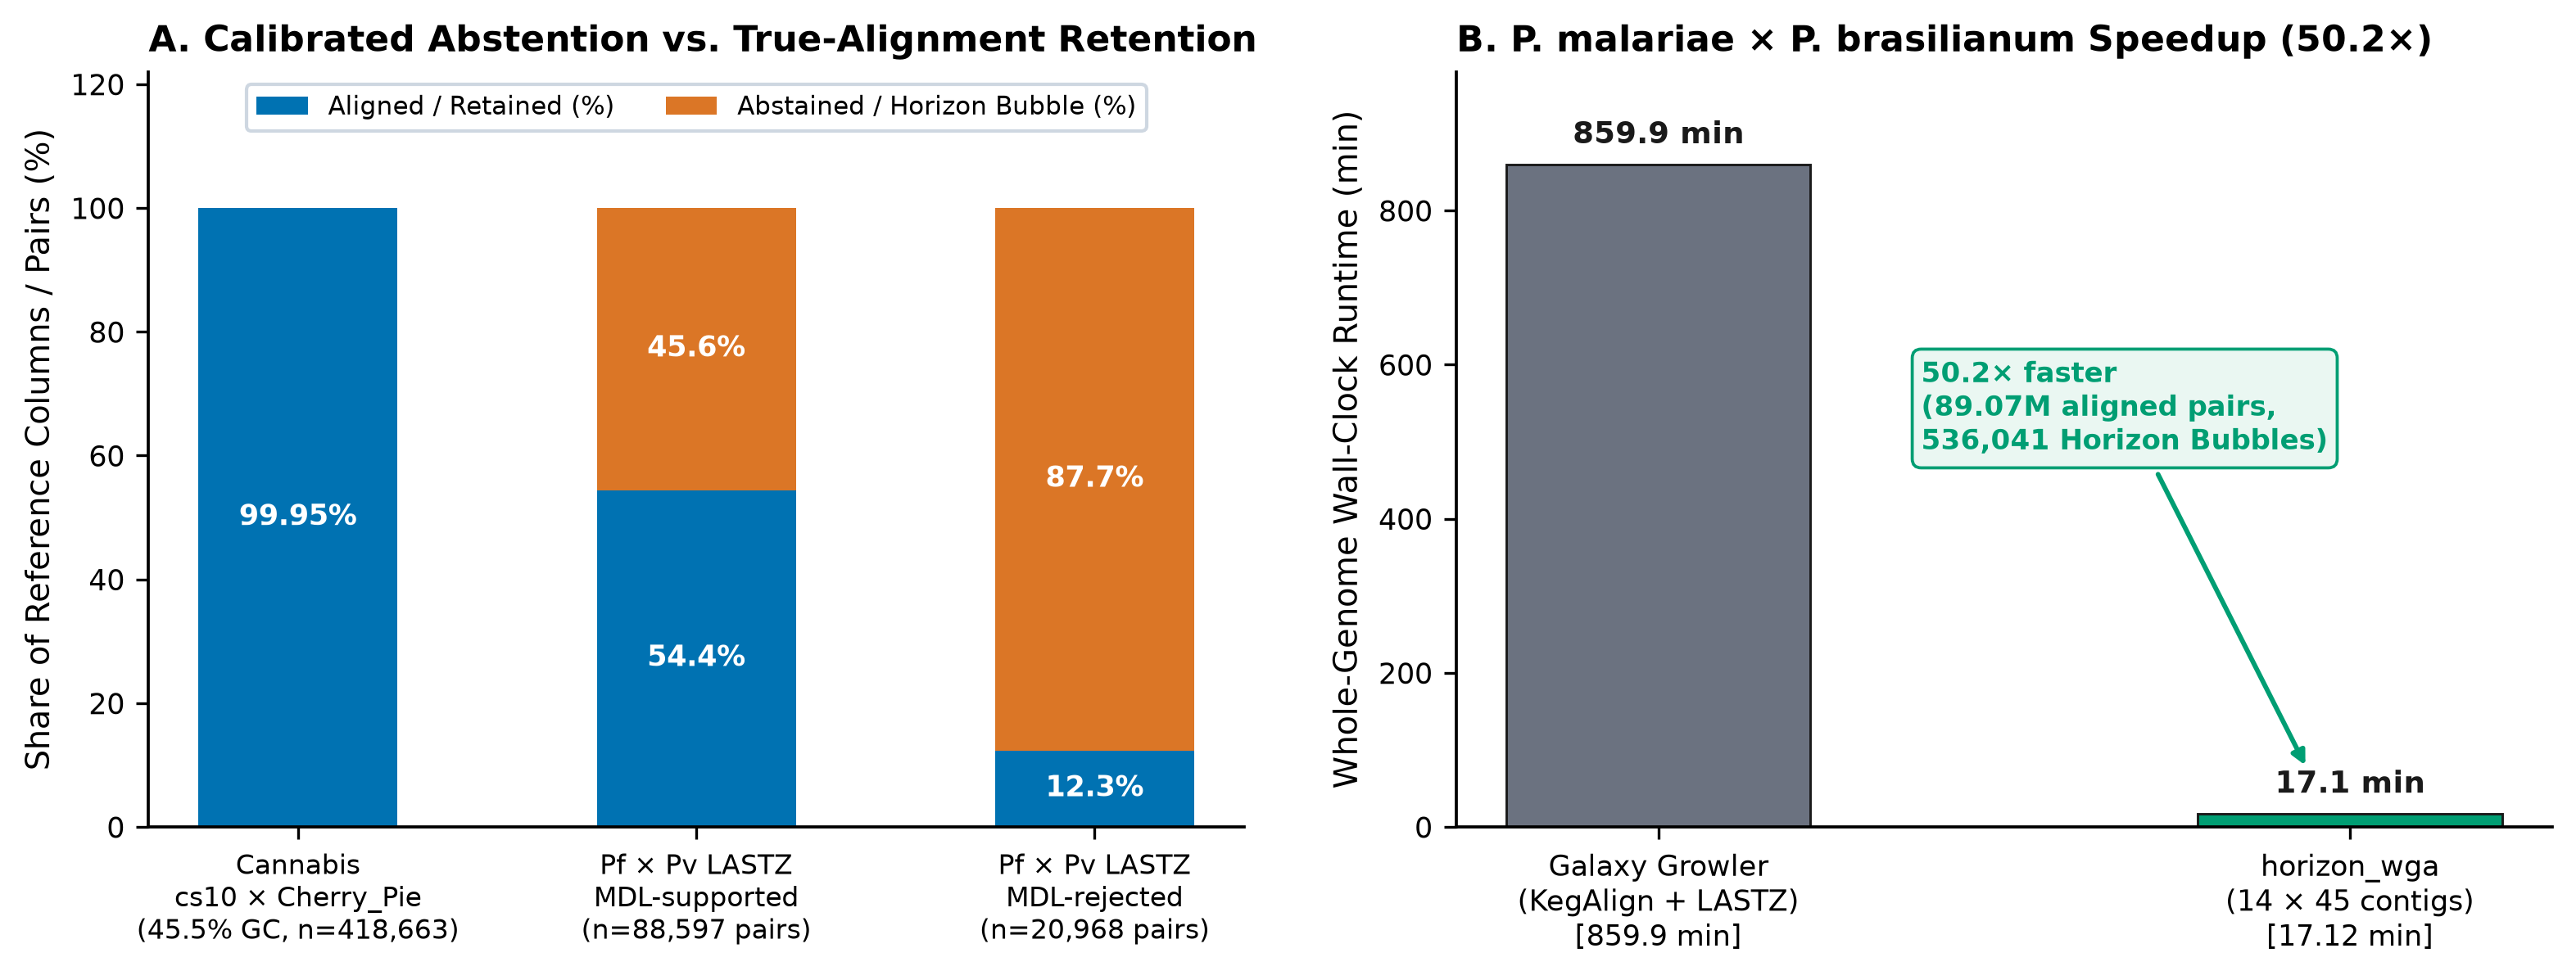 A. Calibrated Abstention vs. True-Alignment Retention
Share of Reference Columns / Pairs (%)
120
100
80
60
40
20
0
Aligned / Retained (%)
Abstained / Horizon Bubble (%)
99.95%
45.6%
54.4%
87.7%
12.3%
Cannabis
cs10 × Cherry_Pie
(45.5% GC, n=418,663)
Pf × Pv LASTZ
MDL-supported
(n=88,597 pairs)
Pf × Pv LASTZ
MDL-rejected
(n=20,968 pairs)
B. P. malariae × P. brasilianum Speedup (50.2×)
Whole-Genome Wall-Clock Runtime (min)
800
600
400
200
0
859.9 min
50.2× faster
(89.07M aligned pairs,
536,041 Horizon Bubbles)
17.1 min
Galaxy Growler
(KegAlign + LASTZ)
[859.9 min]
horizon_wga
(14 × 45 contigs)
[17.12 min]